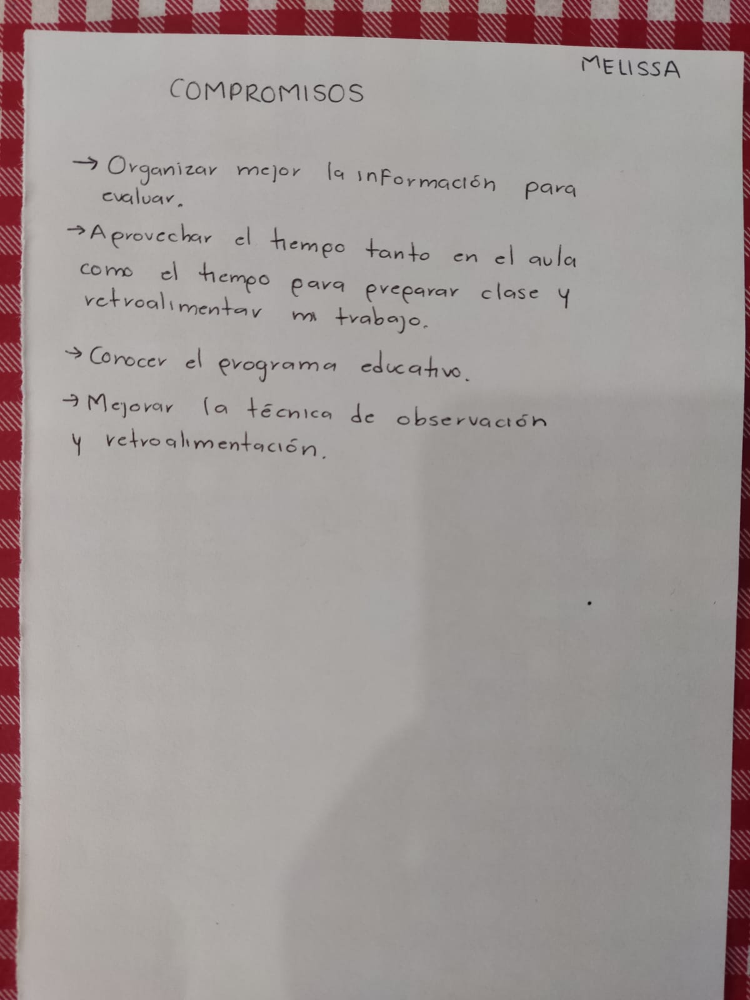 MELISSA
COMPROMISOS
→ Organizar mejor la información para
evaluar.
→ Aprovechar el tiempo tanto en el aula
como el tiempo para preparar clase y
retroalimentar mi trabajo.
→ Conocer el programa educativo.
→ Mejorar la técnica de observación
y retroalimentación.